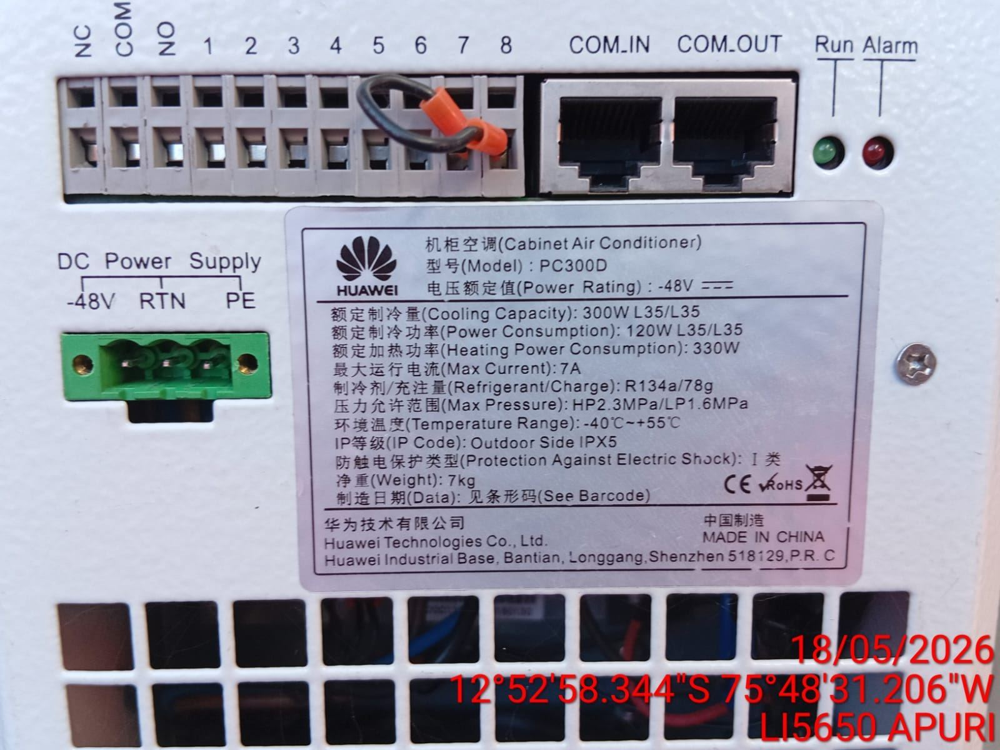 NC COM NO 1 2 3 4 5 6 7 8 COM_IN COM_OUT Run Alarm
DC Power Supply
-48V RTN PE
HUAWEI
机柜空调(Cabinet Air Conditioner)
型号(Model) : PC300D
电压额定值(Power Rating) : -48V ⎓
额定制冷量(Cooling Capacity): 300W L35/L35
额定制冷功率(Power Consumption): 120W L35/L35
额定加热功率(Heating Power Consumption): 330W
最大运行电流(Max Current): 7A
制冷剂/充注量(Refrigerant/Charge): R134a/78g
压力允许范围(Max Pressure): HP2.3MPa/LP1.6MPa
环境温度(Temperature Range): -40℃~+55℃
IP等级(IP Code): Outdoor Side IPX5
防触电保护类型(Protection Against Electric Shock): I 类
净重(Weight): 7kg
CE RoHS
制造日期(Data): 见条形码(See Barcode)
华为技术有限公司
中国制造
Huawei Technologies Co., Ltd.
MADE IN CHINA
Huawei Industrial Base, Bantian, Longgang,Shenzhen 518129,P.R. C
18/05/2026
12°52'58.344"S 75°48'31.206"W
LI5650 APURI